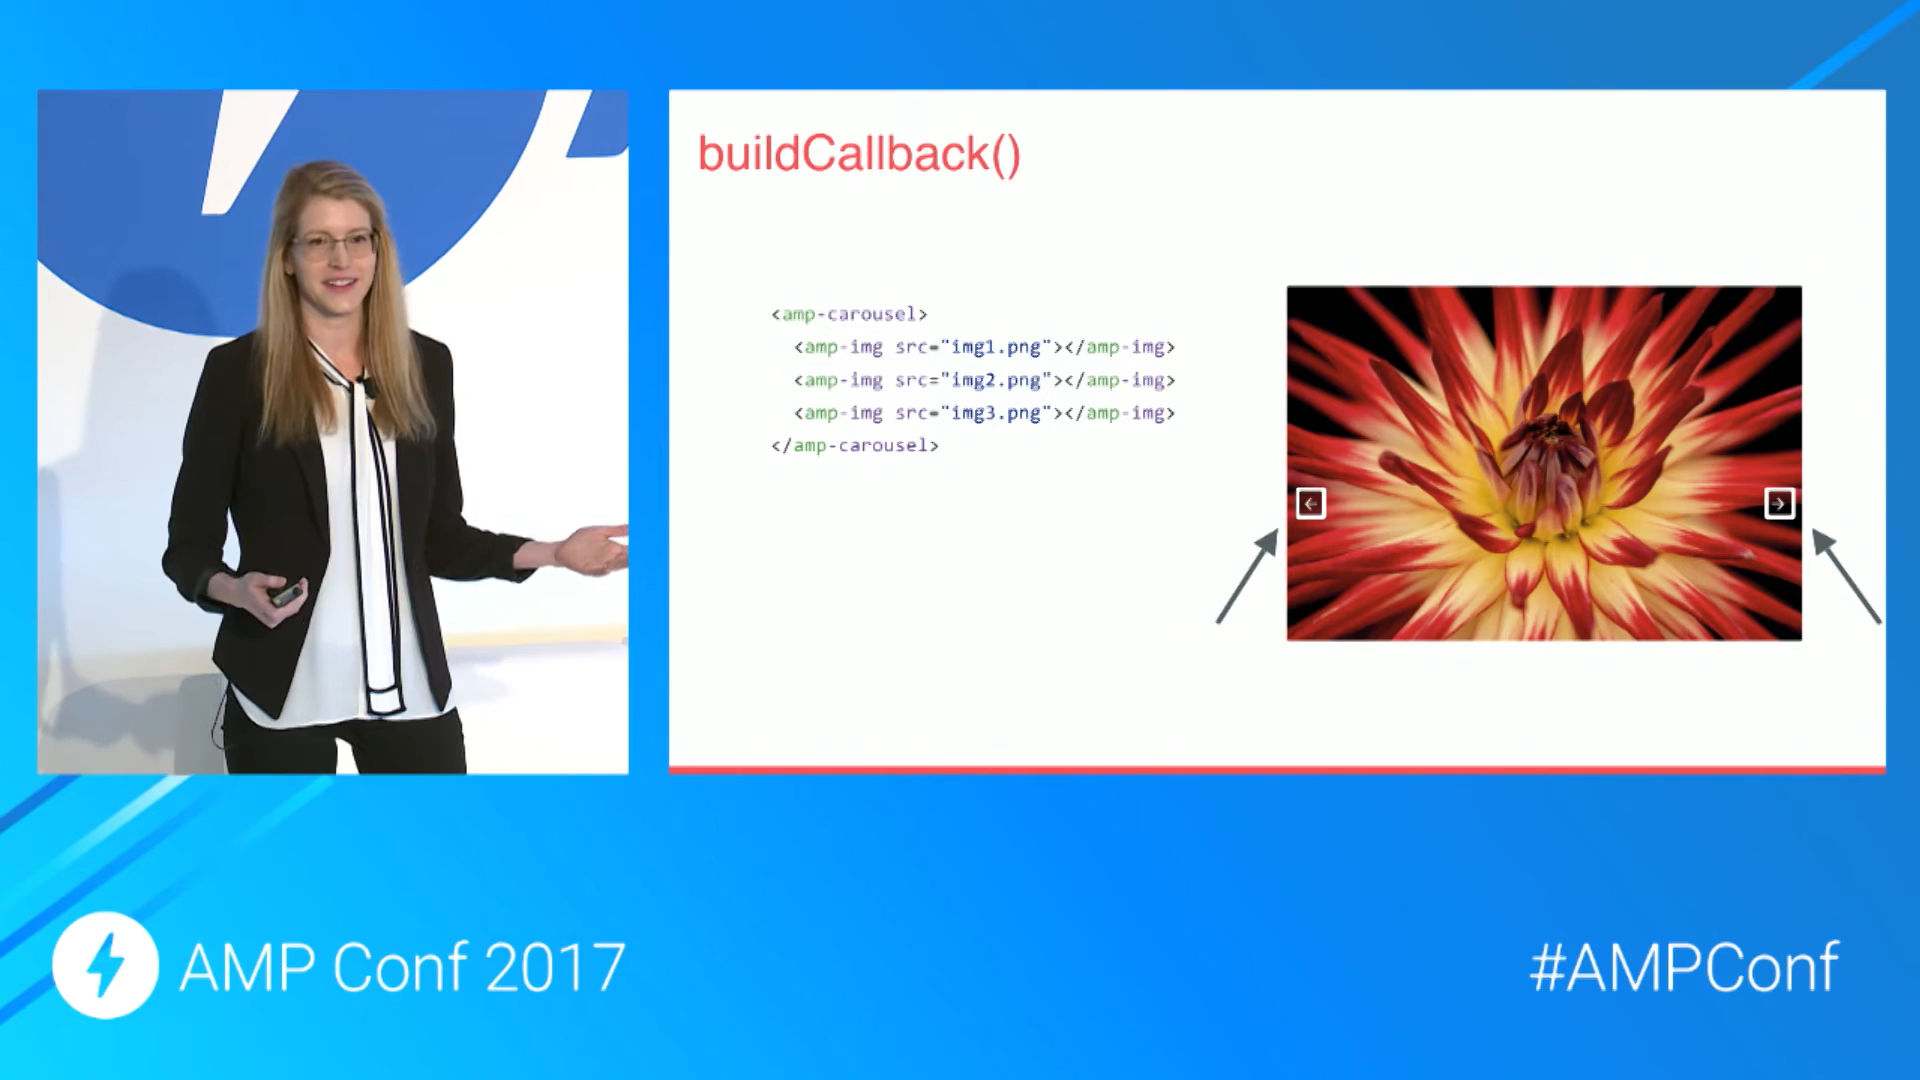 buildCallback()
<amp-carousel>
<amp-img src="img1.png"></amp-img>
<amp-img src="img2.png"></amp-img>
<amp-img src="img3.png"></amp-img>
</amp-carousel>
AMP Conf 2017
#AMPConf